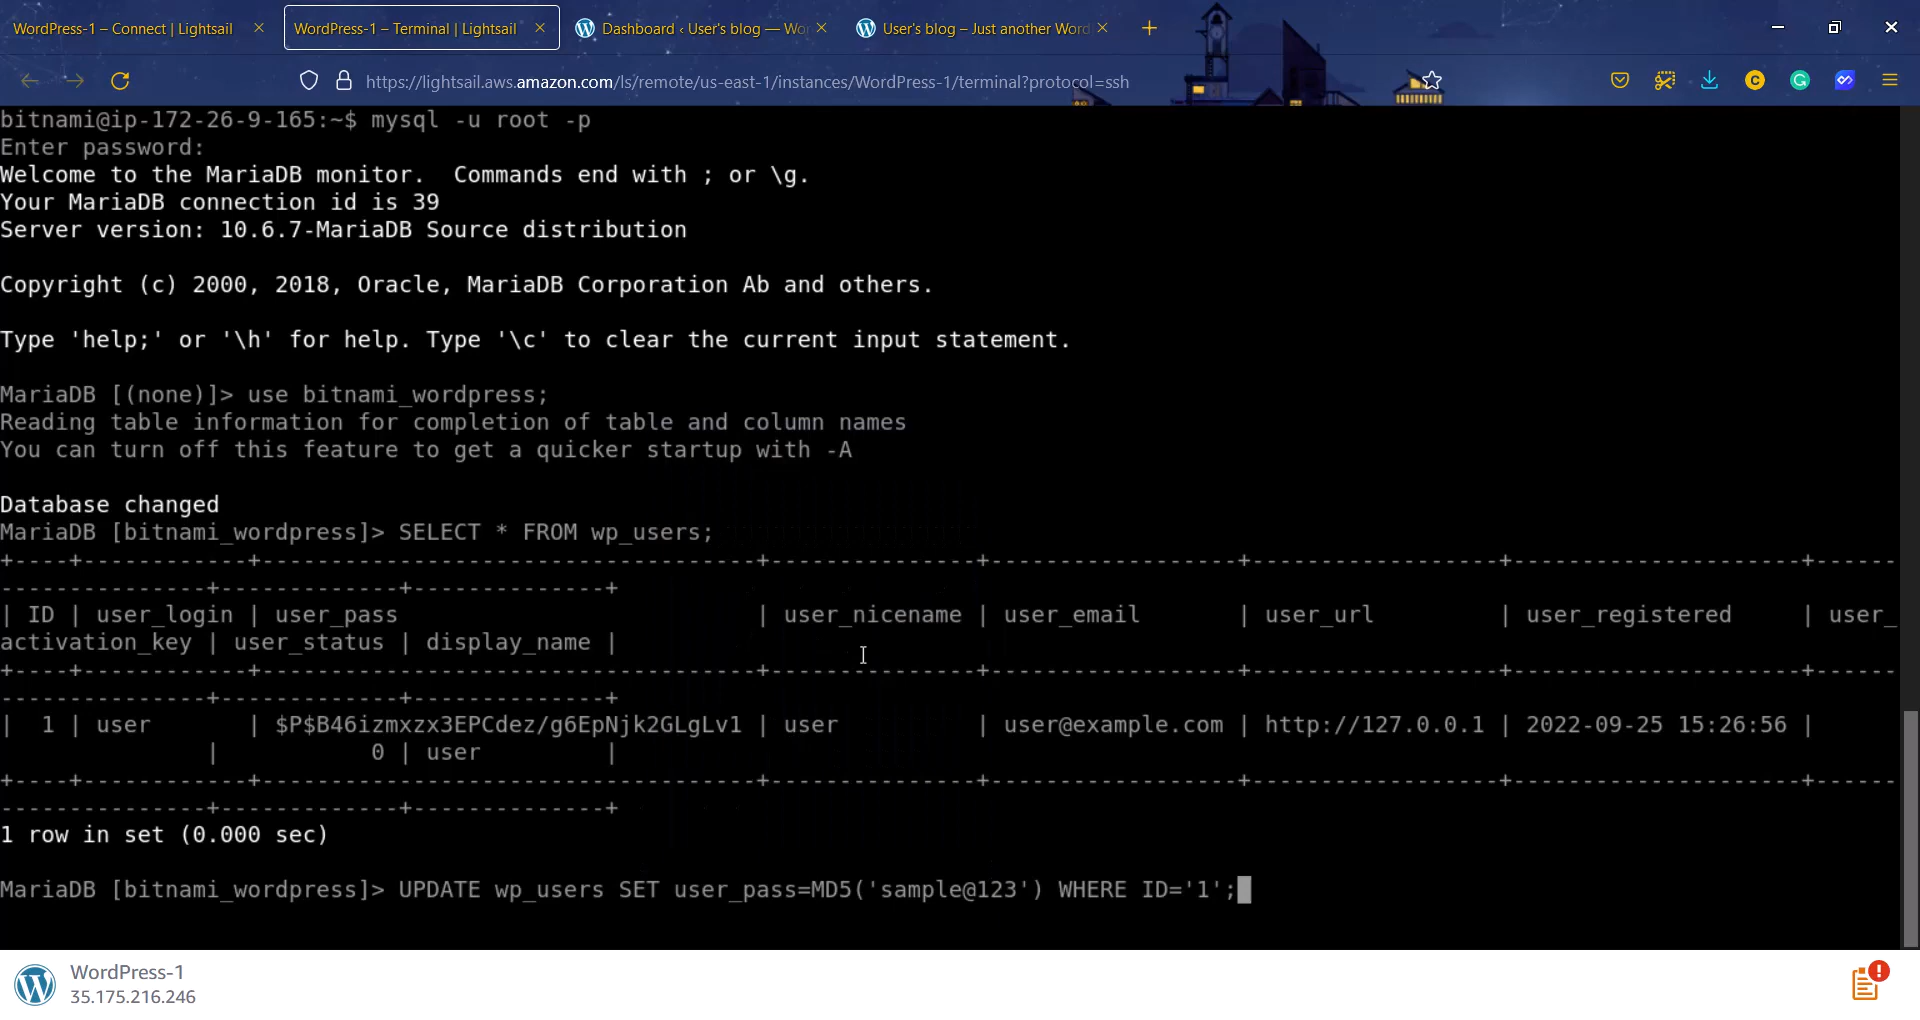 WordPress-1 – Connect | Lightsail
WordPress-1 – Terminal | Lightsail
Dashboard ‹ User's blog — Wor
User's blog – Just another Word
https://lightsail.aws.amazon.com/ls/remote/us-east-1/instances/WordPress-1/terminal?protocol=ssh
bitnami@ip-172-26-9-165:~$ mysql -u root -p
Enter password:
Welcome to the MariaDB monitor.  Commands end with ; or \g.
Your MariaDB connection id is 39
Server version: 10.6.7-MariaDB Source distribution
Copyright (c) 2000, 2018, Oracle, MariaDB Corporation Ab and others.
Type 'help;' or '\h' for help. Type '\c' to clear the current input statement.
MariaDB [(none)]> use bitnami_wordpress;
Reading table information for completion of table and column names
You can turn off this feature to get a quicker startup with -A
Database changed
MariaDB [bitnami_wordpress]> SELECT * FROM wp_users;
+----+------------+------------------------------------+---------------+------------------+------------------+---------------------+------
---------------+-------------+--------------+
| ID | user_login | user_pass                          | user_nicename | user_email       | user_url         | user_registered     | user_
activation_key | user_status | display_name |
+----+------------+------------------------------------+---------------+------------------+------------------+---------------------+------
---------------+-------------+--------------+
|  1 | user       | $P$B46izmxzx3EPCdez/g6EpNjk2GLgLv1 | user          | user@example.com | http://127.0.0.1 | 2022-09-25 15:26:56 |
               |           0 | user         |
+----+------------+------------------------------------+---------------+------------------+------------------+---------------------+------
---------------+-------------+--------------+
1 row in set (0.000 sec)
MariaDB [bitnami_wordpress]> UPDATE wp_users SET user_pass=MD5('sample@123') WHERE ID='1';
WordPress-1
35.175.216.246